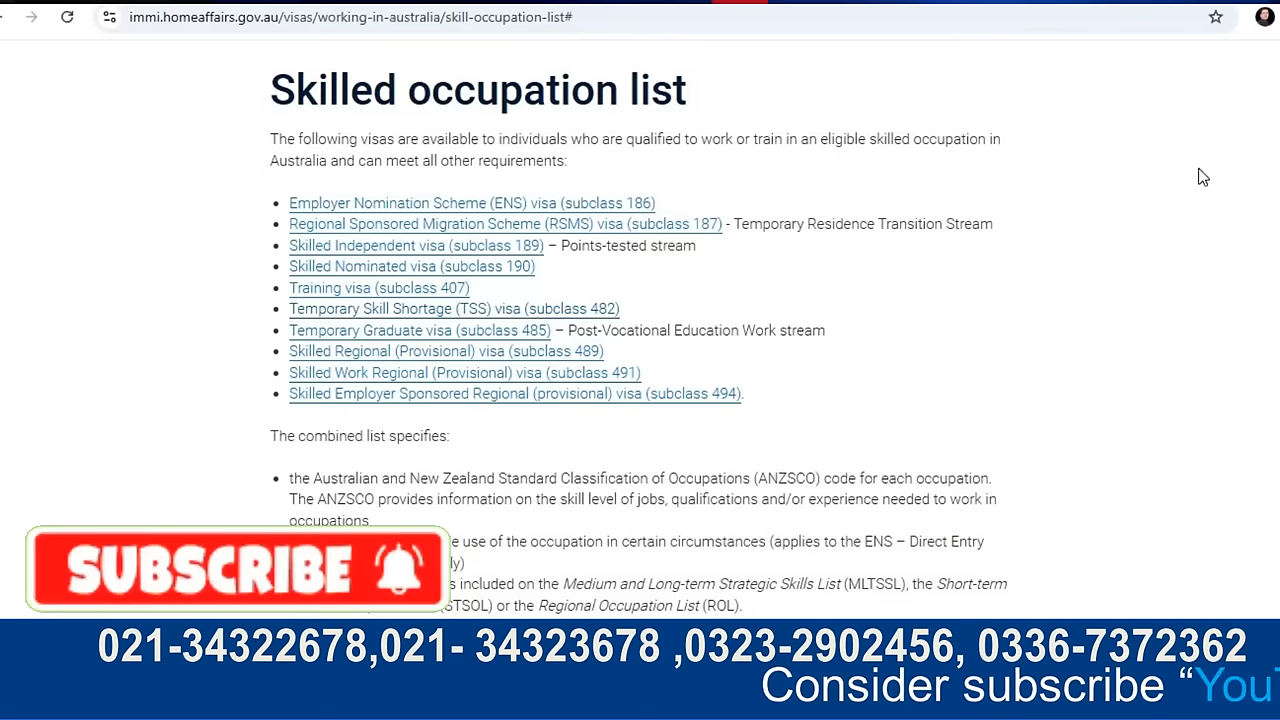 immi.homeaffairs.gov.au/visas/working-in-australia/skill-occupation-list#
Skilled occupation list
The following visas are available to individuals who are qualified to work or train in an eligible skilled occupation in
Australia and can meet all other requirements:
• Employer Nomination Scheme (ENS) visa (subclass 186)
• Regional Sponsored Migration Scheme (RSMS) visa (subclass 187) - Temporary Residence Transition Stream
• Skilled Independent visa (subclass 189) – Points-tested stream
• Skilled Nominated visa (subclass 190)
• Training visa (subclass 407)
• Temporary Skill Shortage (TSS) visa (subclass 482)
• Temporary Graduate visa (subclass 485) – Post-Vocational Education Work stream
• Skilled Regional (Provisional) visa (subclass 489)
• Skilled Work Regional (Provisional) visa (subclass 491)
• Skilled Employer Sponsored Regional (provisional) visa (subclass 494).
The combined list specifies:
• the Australian and New Zealand Standard Classification of Occupations (ANZSCO) code for each occupation.
The ANZSCO provides information on the skill level of jobs, qualifications and/or experience needed to work in
occupations
e use of the occupation in certain circumstances (applies to the ENS – Direct Entry
ly)
s included on the Medium and Long-term Strategic Skills List (MLTSSL), the Short-term
(STSOL) or the Regional Occupation List (ROL).
SUBSCRIBE
021-34322678,021- 34323678 ,0323-2902456, 0336-7372362
Consider subscribe “You